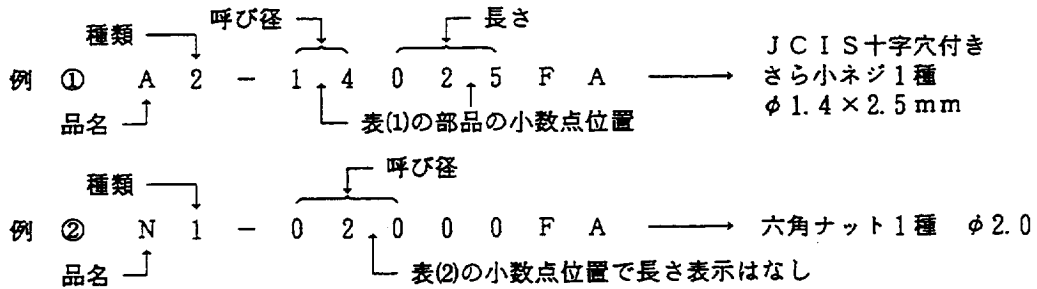 呼び径 長さ
種類
例 ① A 2 - 1 4 0 2 5 F A JCIS十字穴付き
さら小ネジ1種
φ1.4×2.5mm
品名 表(1)の部品の小数点位置
呼び径
種類
例 ② N 1 - 0 2 0 0 0 F A 六角ナット1種 φ2.0
品名 表(2)の小数点位置で長さ表示はなし